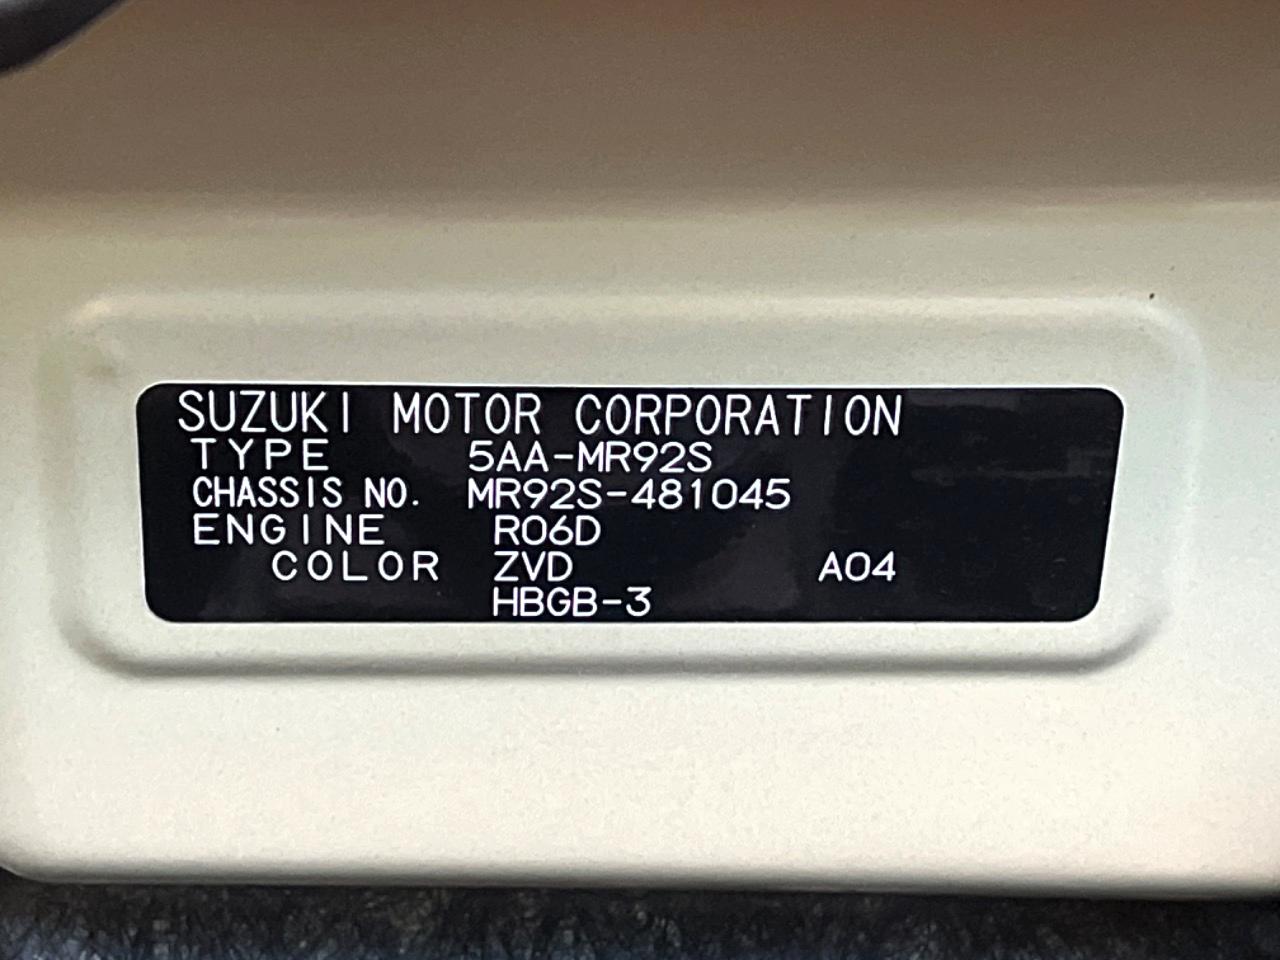 SUZUKI MOTOR CORPORATION
TYPE 5AA-MR92S
CHASSIS NO. MR92S-481045
ENGINE R06D
COLOR ZVD A04
HBGB-3